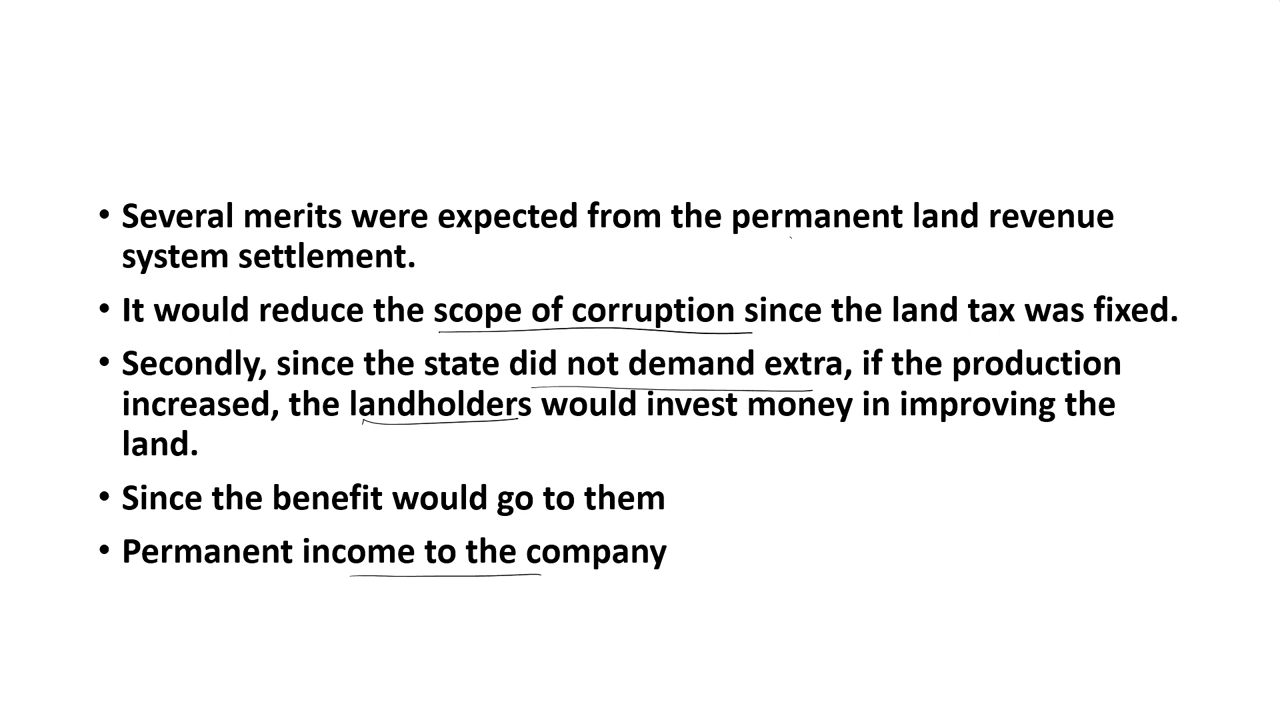 • Several merits were expected from the permanent land revenue
system settlement.
• It would reduce the scope of corruption since the land tax was fixed.
• Secondly, since the state did not demand extra, if the production
increased, the landholders would invest money in improving the
land.
• Since the benefit would go to them
• Permanent income to the company